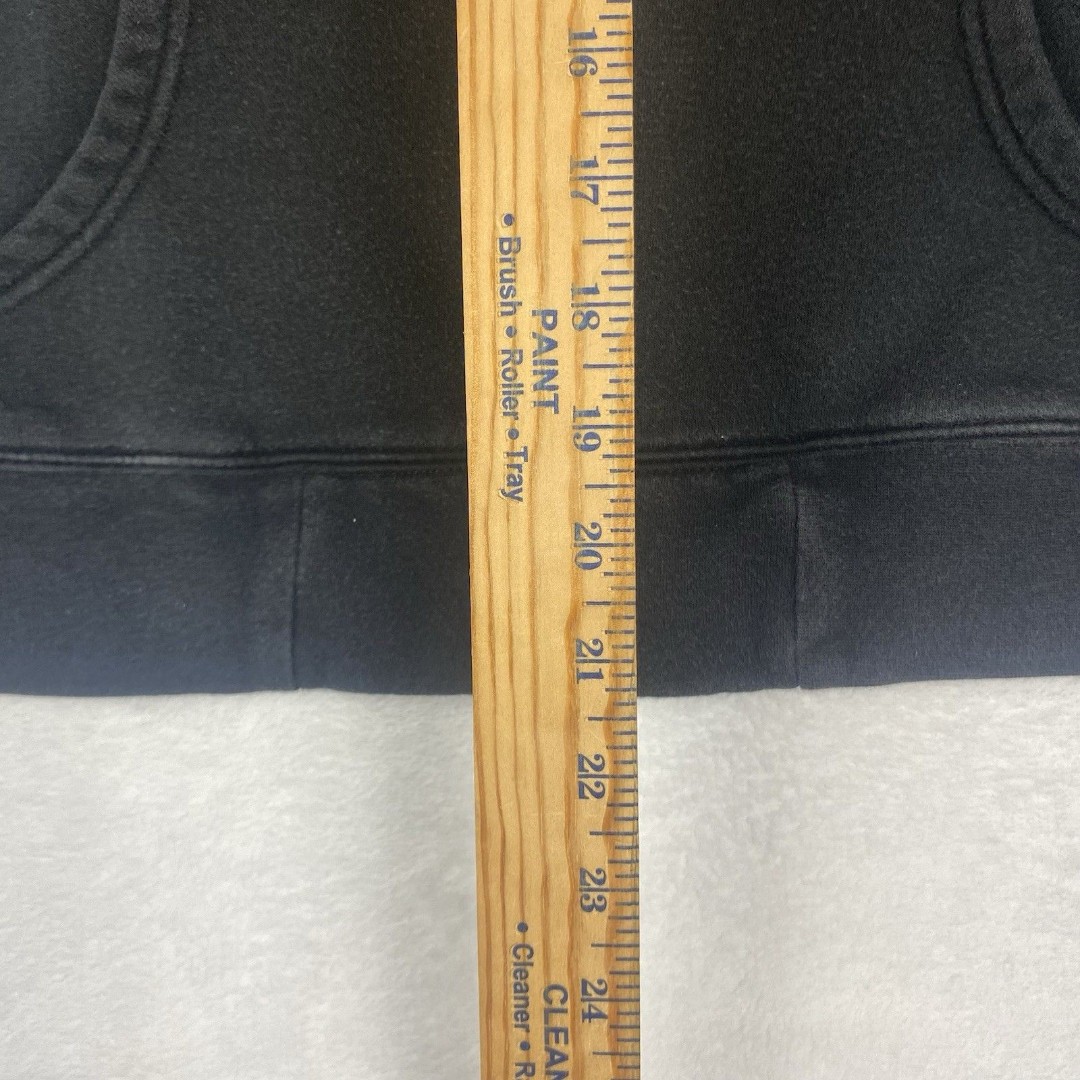 16
17
18
19
20
21
22
23
24
PAINT
• Brush • Roller • Tray
CLEAN
• Cleaner • R